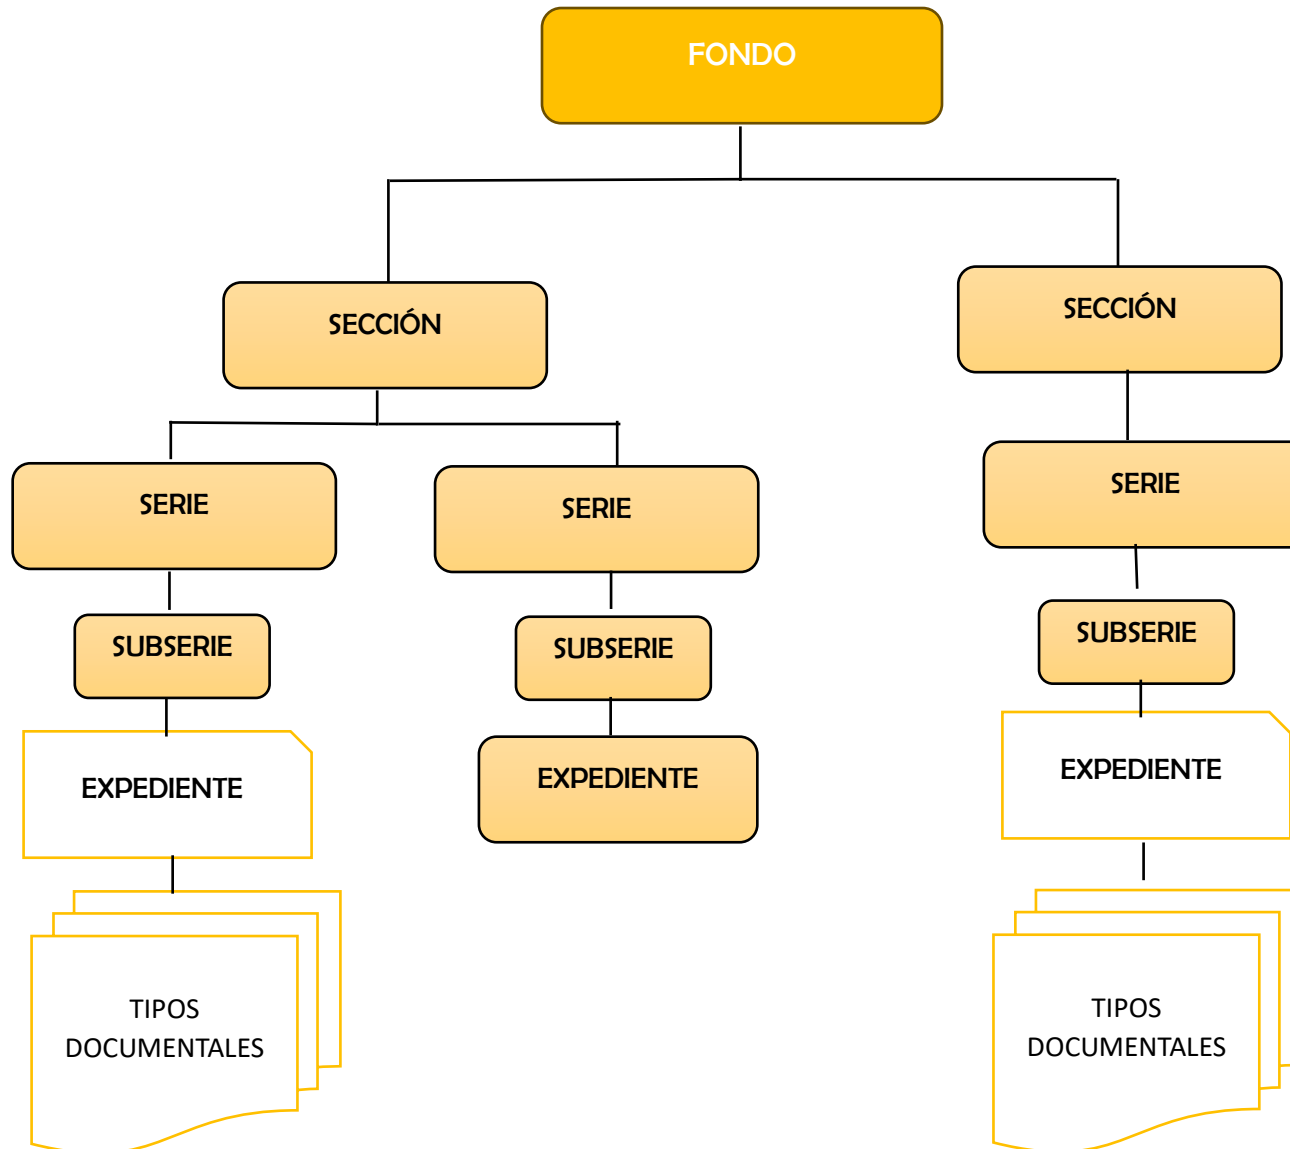 FONDO
SECCIÓN
SECCIÓN
SERIE
SERIE
SERIE
SUBSERIE
SUBSERIE
SUBSERIE
EXPEDIENTE
EXPEDIENTE
EXPEDIENTE
TIPOS
DOCUMENTALES
TIPOS
DOCUMENTALES